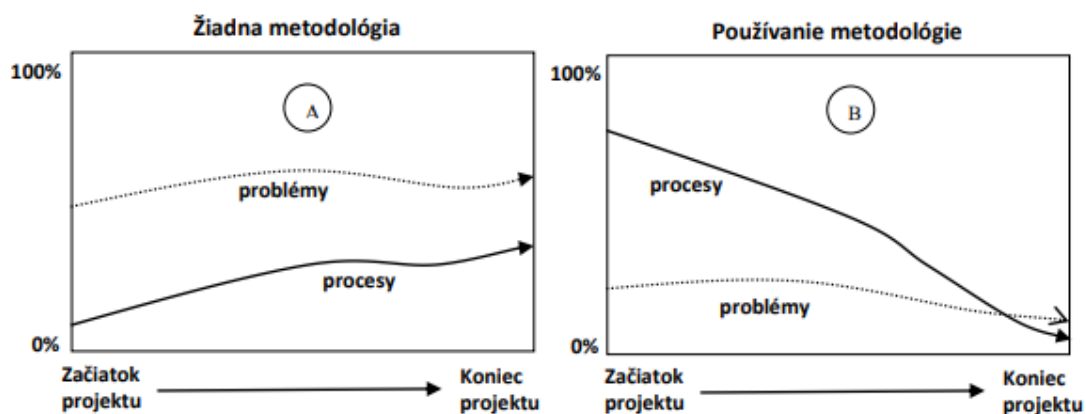 Žiadna metodológia
100%
A
problémy
procesy
0%
Začiatok
projektu
Koniec
projektu
Používanie metodológie
100%
B
procesy
problémy
0%
Začiatok
projektu
Koniec
projektu